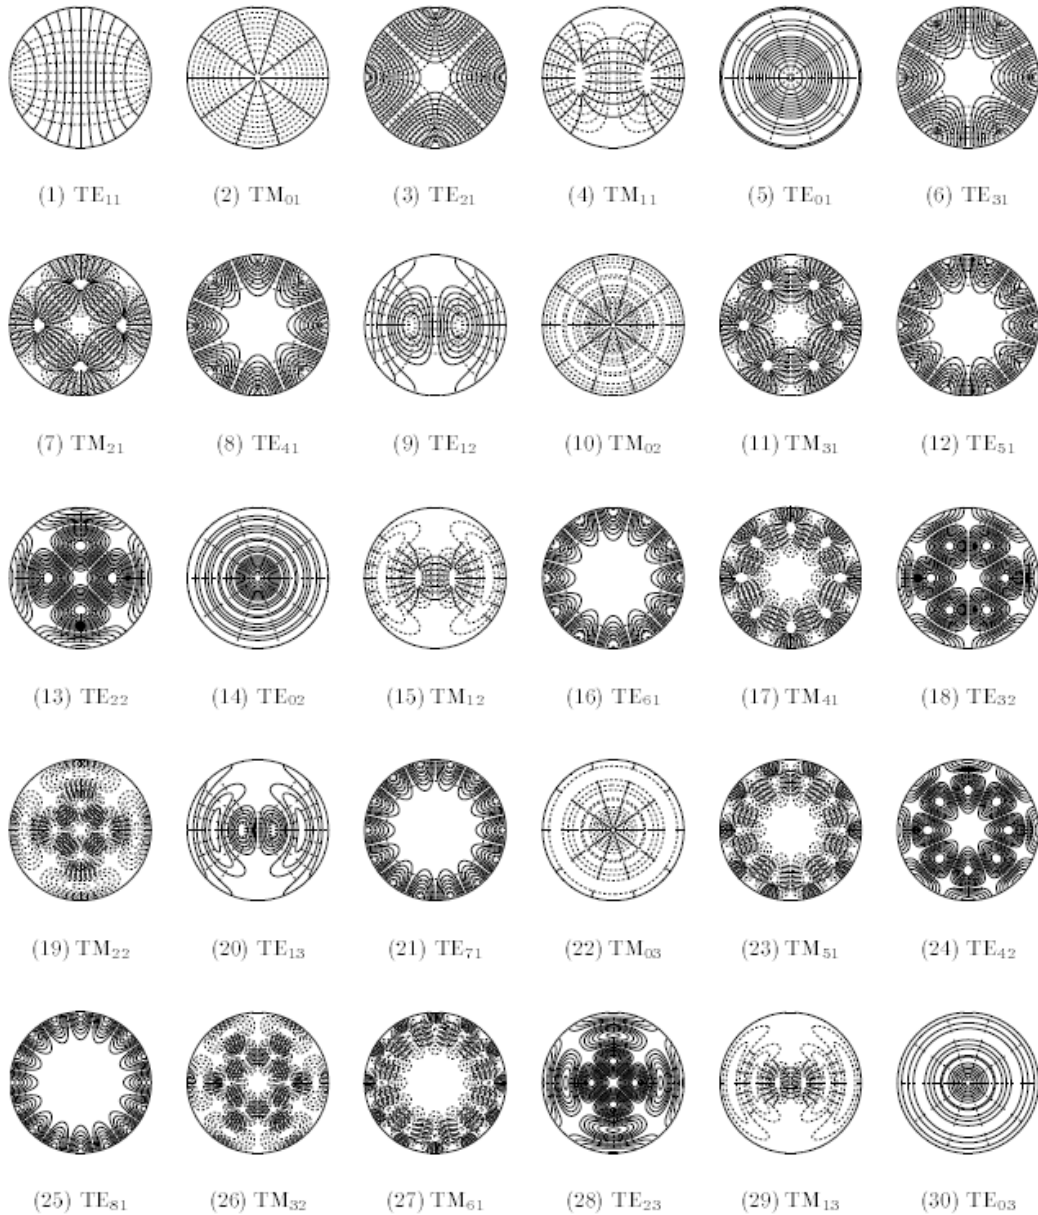 (1) TE₁₁ (2) TM₀₁ (3) TE₂₁ (4) TM₁₁ (5) TE₀₁ (6) TE₃₁
(7) TM₂₁ (8) TE₄₁ (9) TE₁₂ (10) TM₀₂ (11) TM₃₁ (12) TE₅₁
(13) TE₂₂ (14) TE₀₂ (15) TM₁₂ (16) TE₆₁ (17) TM₄₁ (18) TE₃₂
(19) TM₂₂ (20) TE₁₃ (21) TE₇₁ (22) TM₀₃ (23) TM₅₁ (24) TE₄₂
(25) TE₈₁ (26) TM₃₂ (27) TM₆₁ (28) TE₂₃ (29) TM₁₃ (30) TE₀₃